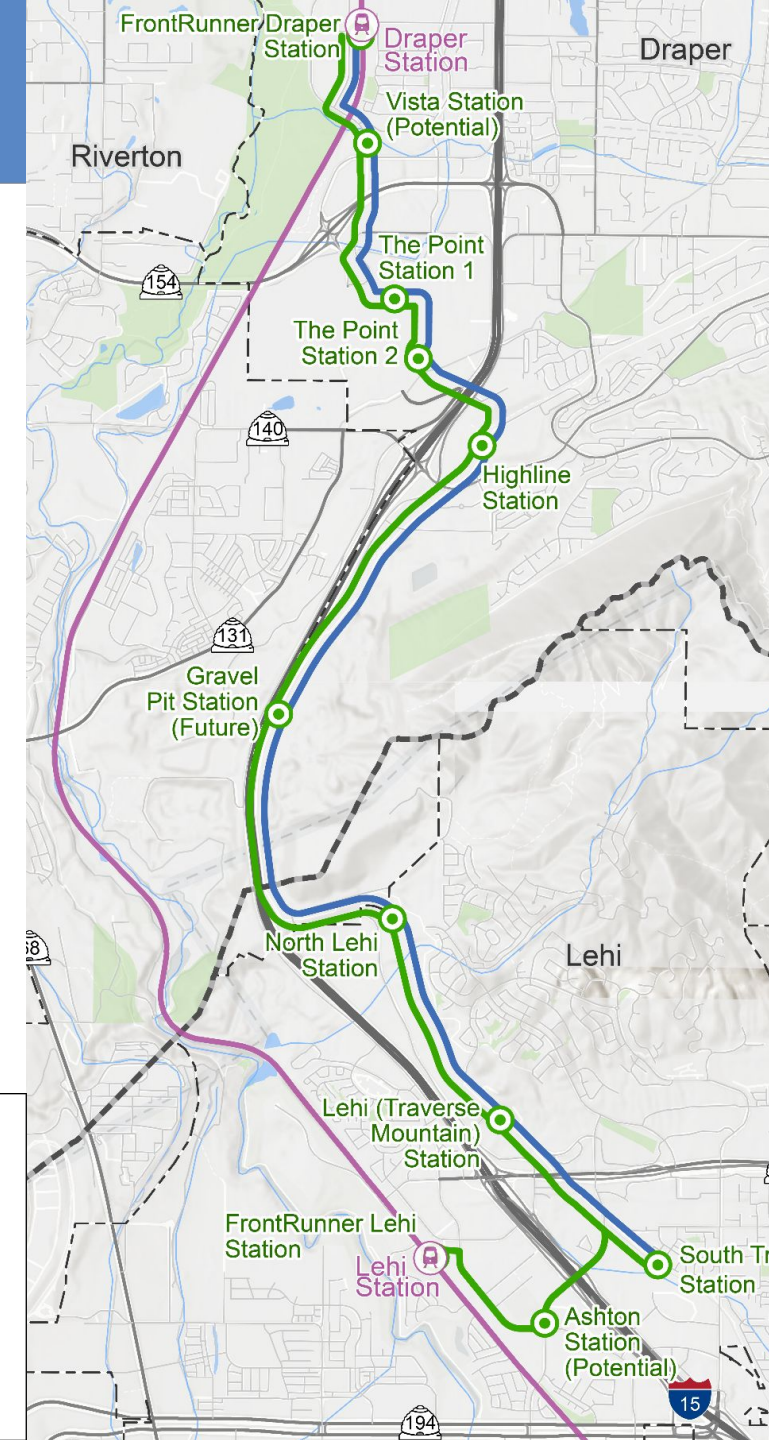 FrontRunner Draper
Station
Draper
Station
Draper
Vista Station
(Potential)
Riverton
The Point
Station 1
154
The Point
Station 2
140
Highline
Station
131
Gravel
Pit Station
(Future)
North Lehi
Station
Lehi
Lehi (Traverse
Mountain)
Station
FrontRunner Lehi
Station
Lehi
Station
South
Station
Ashton
Station
(Potential)
15
194